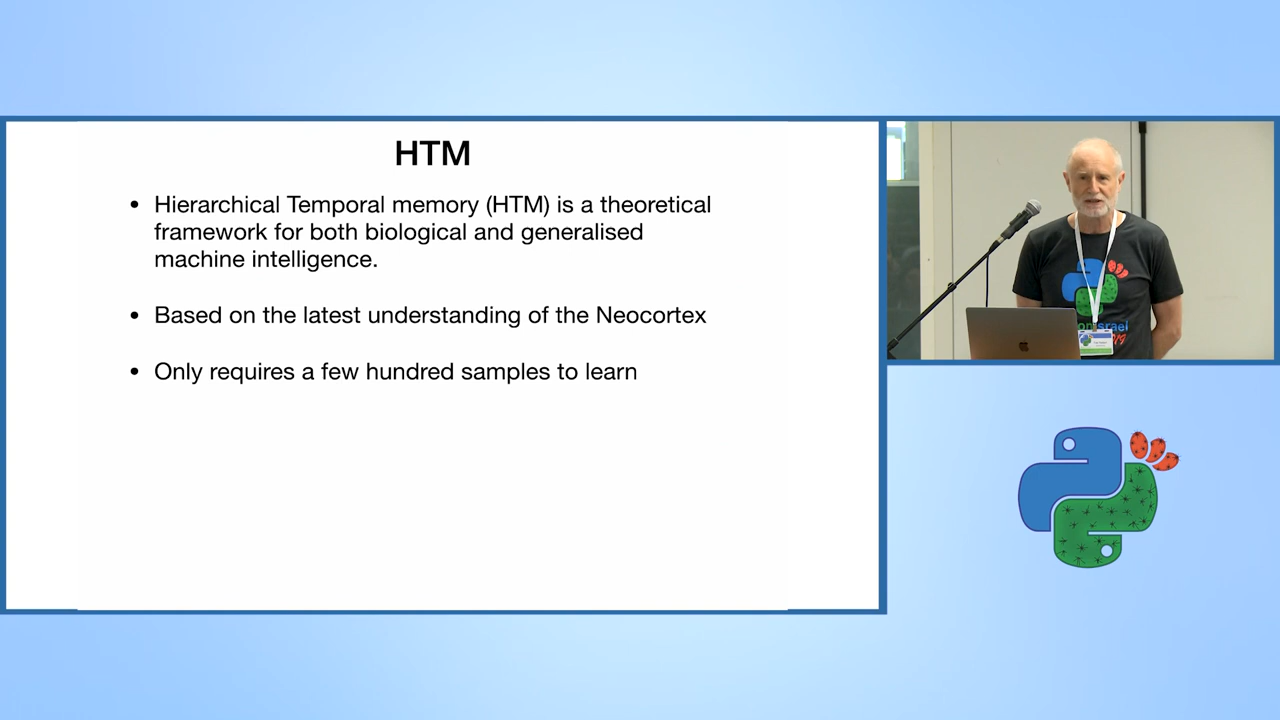 HTM
• Hierarchical Temporal memory (HTM) is a theoretical
framework for both biological and generalised
machine intelligence.
• Based on the latest understanding of the Neocortex
• Only requires a few hundred samples to learn